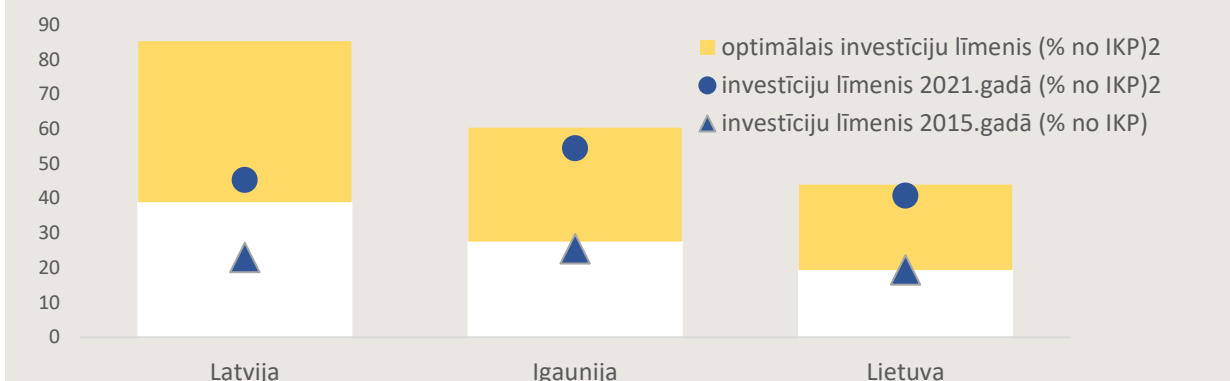 90
80
70
60
50
40
30
20
10
0
optimālais investīciju līmenis (% no IKP)2
investīciju līmenis 2021.gadā (% no IKP)2
investīciju līmenis 2015.gadā (% no IKP)
Latvija Igaunija Lietuva